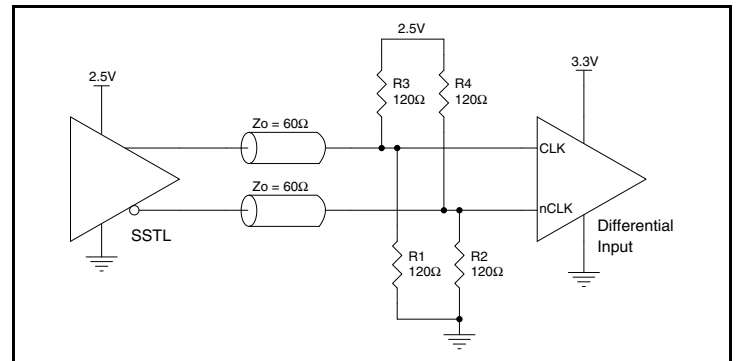 2.5V
2.5V
3.3V
R3
120Ω
R4
120Ω
Zo = 60Ω
CLK
Zo = 60Ω
nCLK
SSTL
Differential
Input
R1
120Ω
R2
120Ω